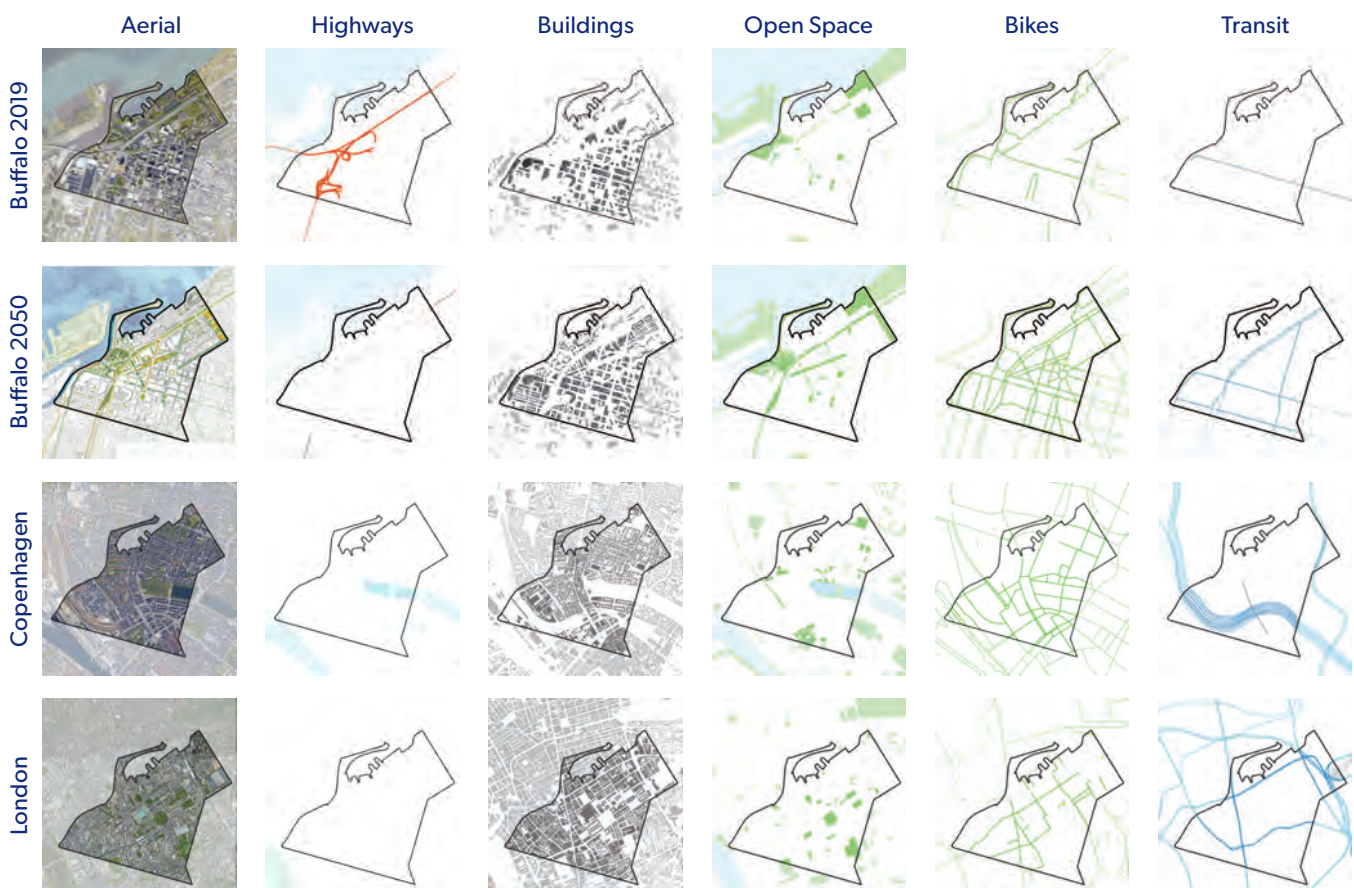 Aerial
Highways
Buildings
Open Space
Bikes
Transit
Buffalo 2019
Buffalo 2050
Copenhagen
London